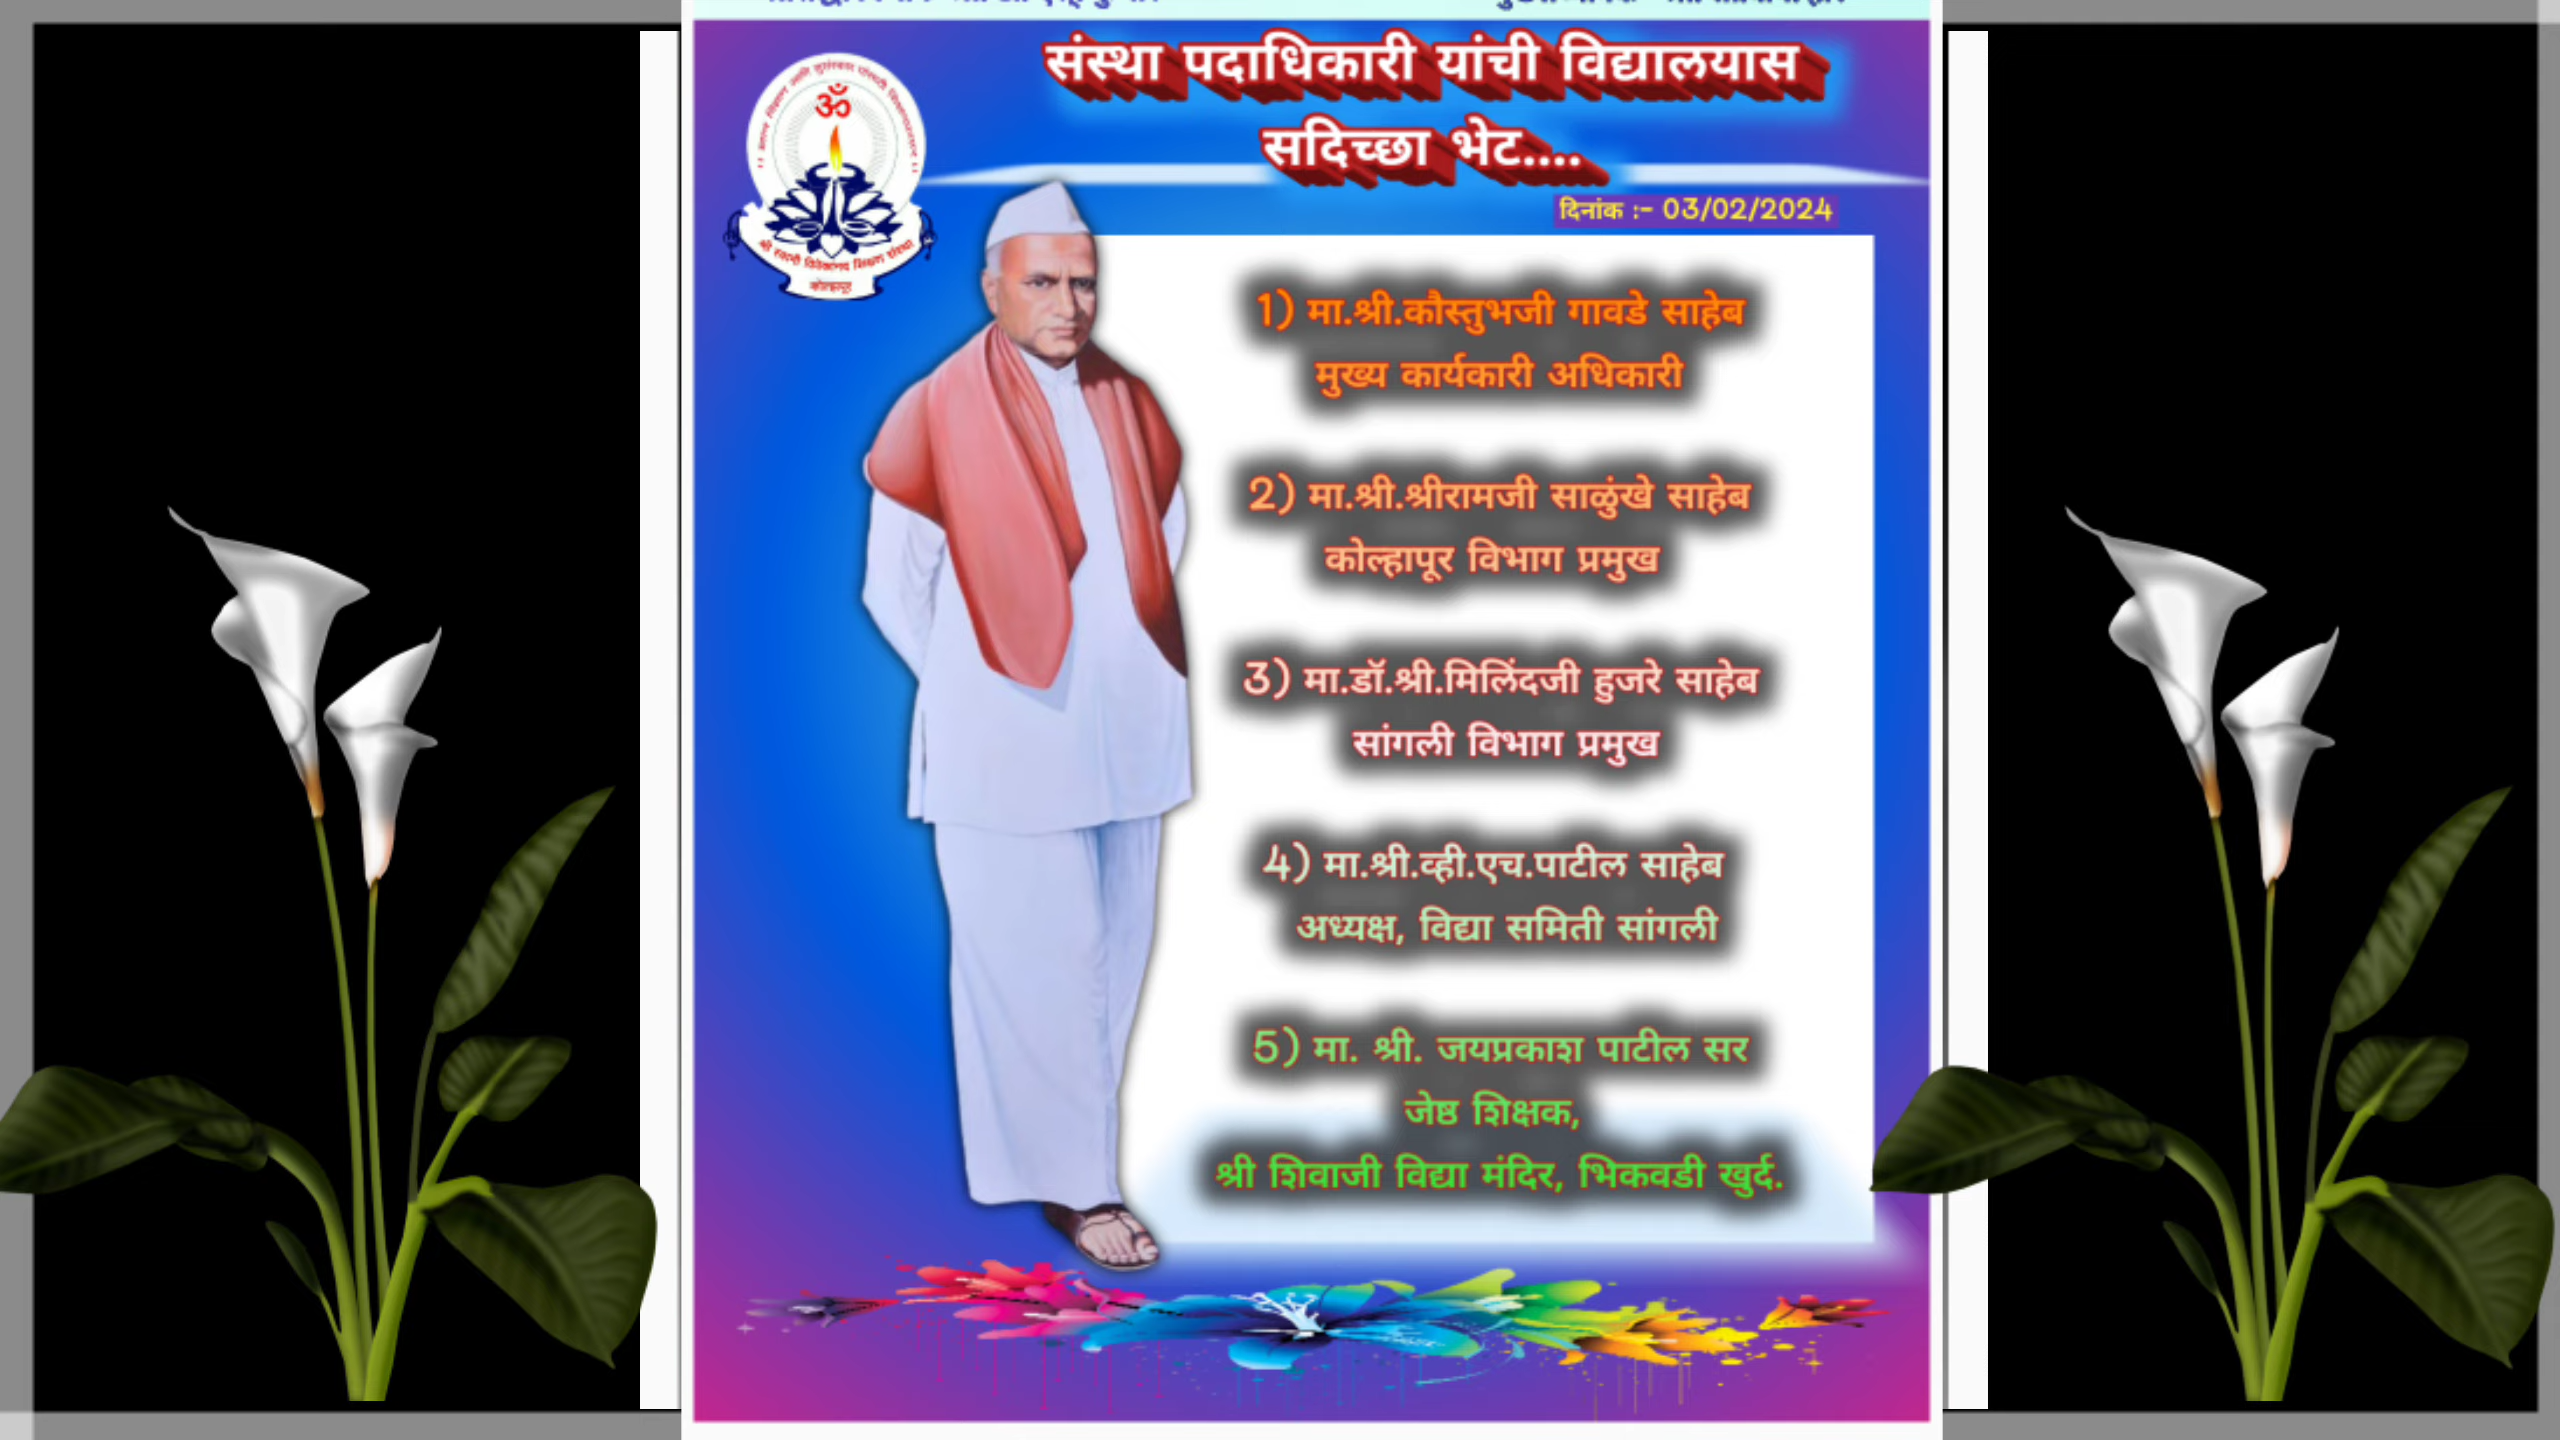 संस्था पदाधिकारी यांची विद्यालयास
सदिच्छा भेट....
दिनांक :- 03/02/2024
ॐ
श्री स्वामी विवेकानंद शिक्षण संस्था
कोल्हापूर
1) मा.श्री.कौस्तुभजी गावडे साहेब
मुख्य कार्यकारी अधिकारी
2) मा.श्री.श्रीरामजी साळुंखे साहेब
कोल्हापूर विभाग प्रमुख
3) मा.डॉ.श्री.मिलिंदजी हुजरे साहेब
सांगली विभाग प्रमुख
4) मा.श्री.व्ही.एच.पाटील साहेब
अध्यक्ष, विद्या समिती सांगली
5) मा. श्री. जयप्रकाश पाटील सर
जेष्ठ शिक्षक,
श्री शिवाजी विद्या मंदिर, भिकवडी खुर्द.